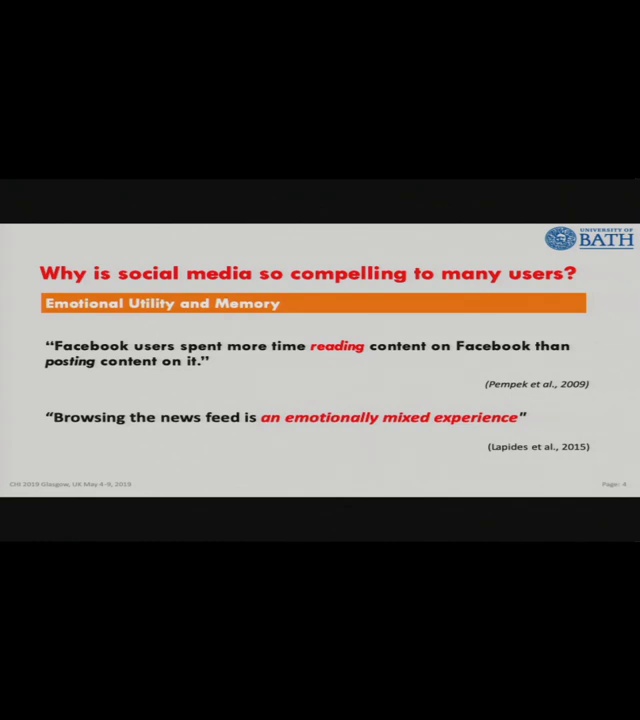 UNIVERSITY OF
BATH
Why is social media so compelling to many users?
Emotional Utility and Memory
“Facebook users spent more time reading content on Facebook than
posting content on it.”
(Pempek et al., 2009)
“Browsing the news feed is an emotionally mixed experience”
(Lapides et al., 2015)
CHI 2019 Glasgow, UK May 4-9, 2019
Page:- 4